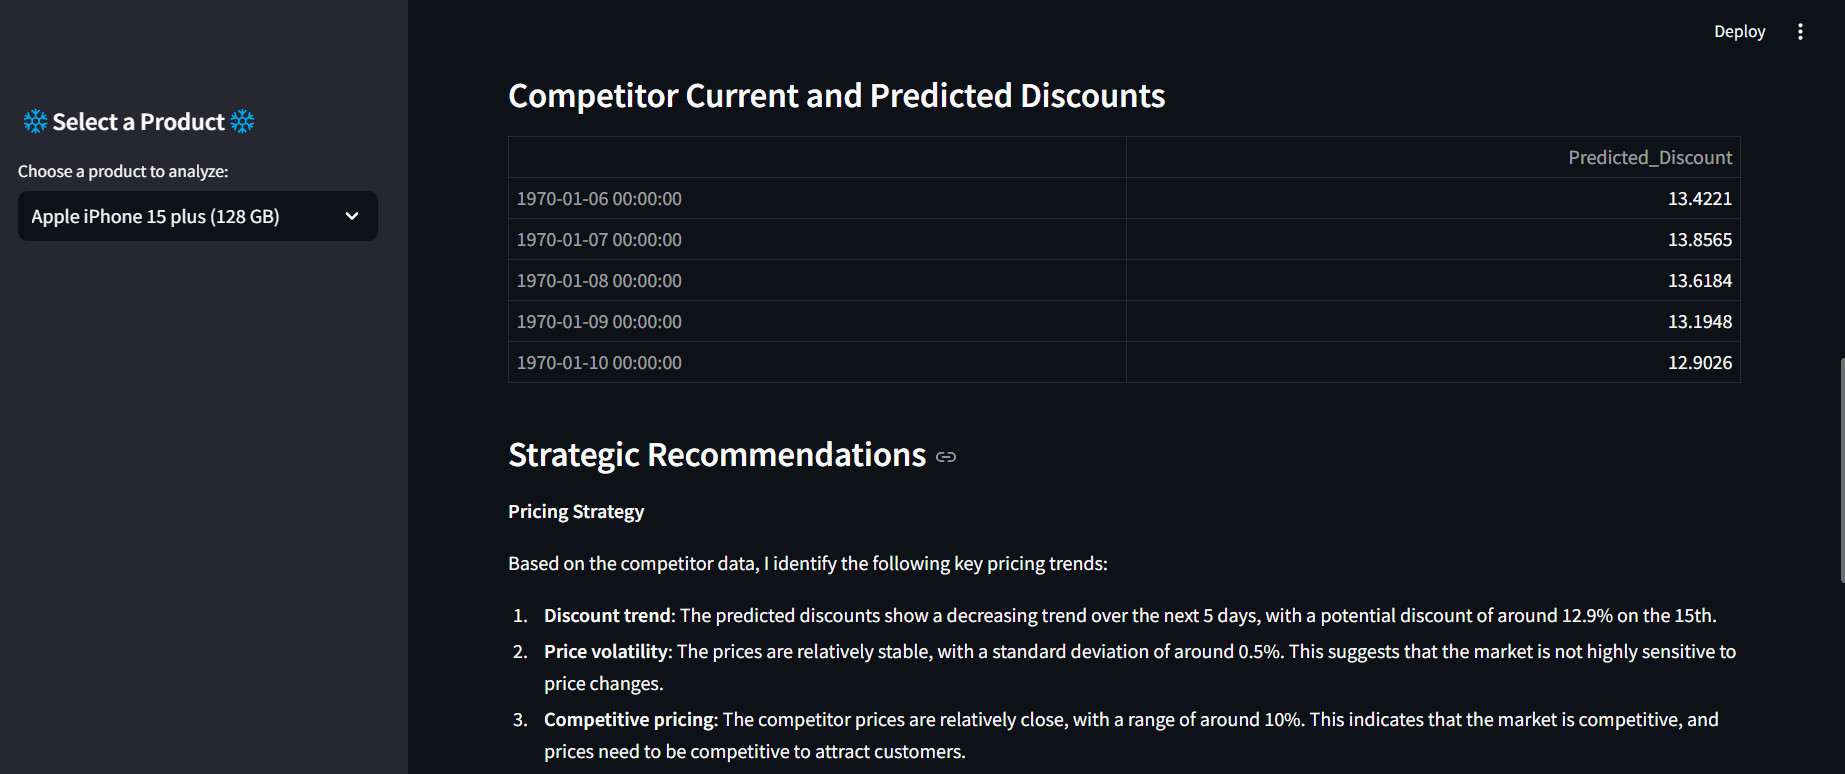 Deploy
Select a Product
Choose a product to analyze:
Apple iPhone 15 plus (128 GB)
Competitor Current and Predicted Discounts
Predicted_Discount
1970-01-06 00:00:00 13.4221
1970-01-07 00:00:00 13.8565
1970-01-08 00:00:00 13.6184
1970-01-09 00:00:00 13.1948
1970-01-10 00:00:00 12.9026
Strategic Recommendations
Pricing Strategy
Based on the competitor data, I identify the following key pricing trends:
1. Discount trend: The predicted discounts show a decreasing trend over the next 5 days, with a potential discount of around 12.9% on the 15th.
2. Price volatility: The prices are relatively stable, with a standard deviation of around 0.5%. This suggests that the market is not highly sensitive to
price changes.
3. Competitive pricing: The competitor prices are relatively close, with a range of around 10%. This indicates that the market is competitive, and
prices need to be competitive to attract customers.